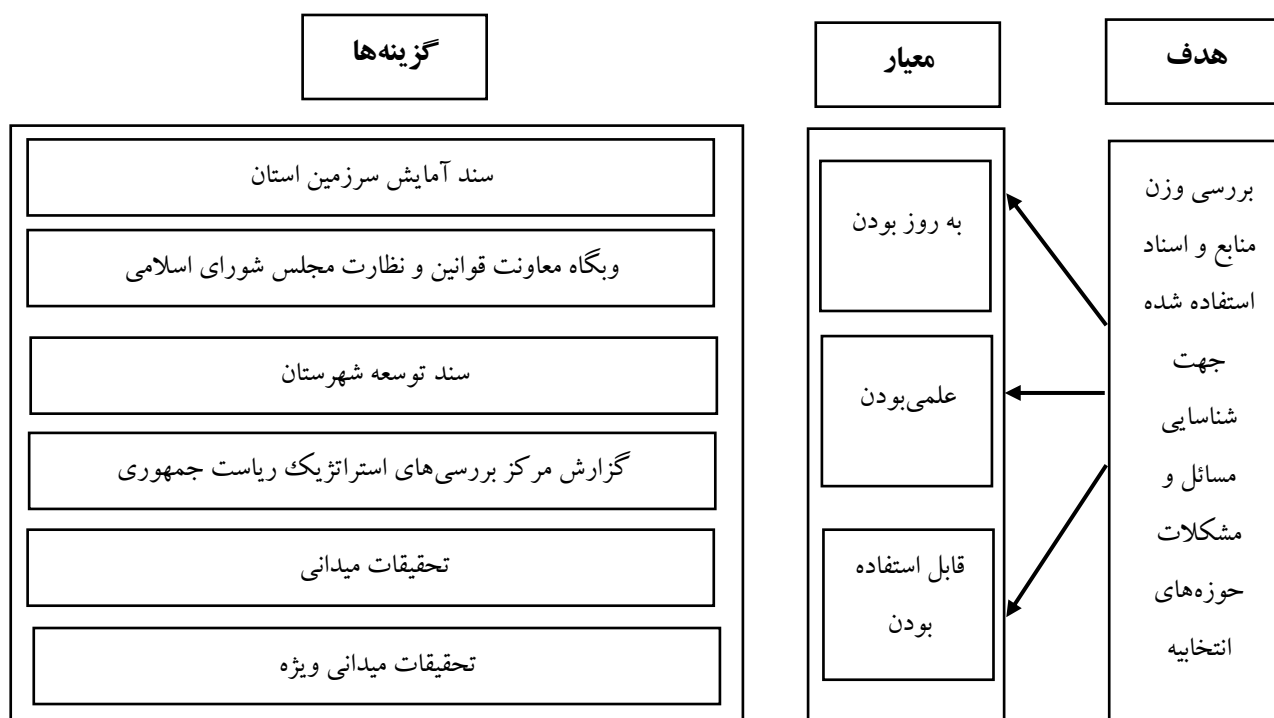 هدف
معیار
گزینه‌ها
بررسی وزن
منابع و اسناد
استفاده شده
جهت
شناسایی
مسائل و
مشکلات
حوزه‌های
انتخابیه
به روز بودن
علمی‌بودن
قابل استفاده
بودن
سند آمایش سرزمین استان
وبگاه معاونت قوانین و نظارت مجلس شورای اسلامی
سند توسعه شهرستان
گزارش مرکز بررسی‌های استراتژیک ریاست جمهوری
تحقیقات میدانی
تحقیقات میدانی ویژه